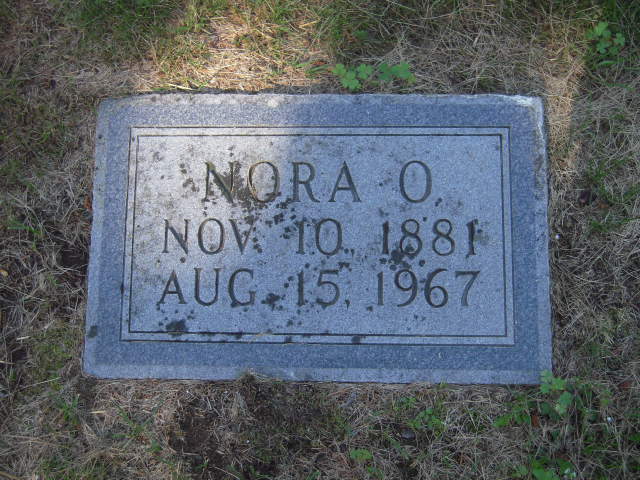 NORA O
NOV. 10, 1881
AUG. 15, 1967